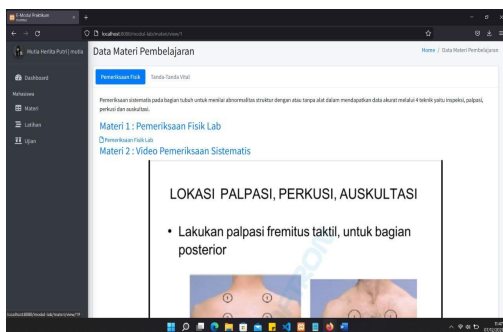 E-Modul Praktikum
localhost:8080/modul-lab/materi/view/1
Mutia Herlita Putri | mutia
Dashboard
Mahasiswa
Materi
Latihan
Ujian
Data Materi Pembelajaran
Home / Data Materi Pembelajaran
Pemeriksaan Fisik
Tanda-Tanda Vital
Pemeriksaan sistematis pada bagian tubuh untuk menilai abnormalitas struktur dengan atau tanpa alat dalam mendapatkan data akurat melalui 4 teknik yaitu inspeksi, palpasi,
perkusi dan auskultasi.
Materi 1 : Pemeriksaan Fisik Lab
Pemeriksaan Fisik Lab
Materi 2 : Video Pemeriksaan Sistematis
LOKASI PALPASI, PERKUSI, AUSKULTASI
• Lakukan palpasi fremitus taktil, untuk bagian
posterior